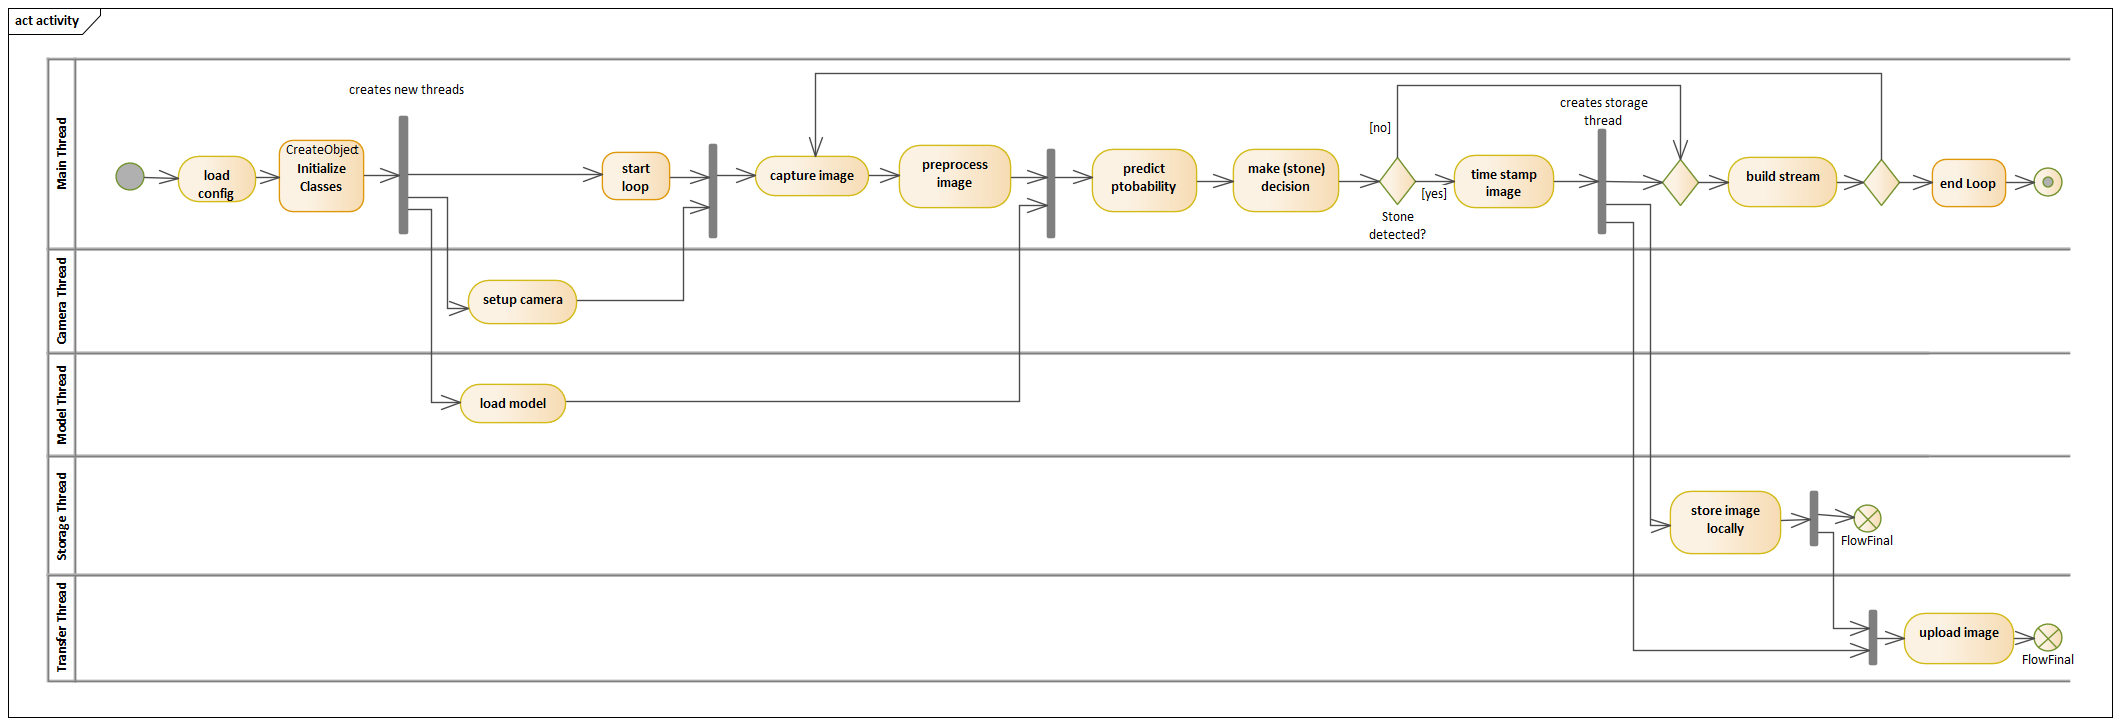 act activity
Main Thread
creates new threads
load
config
CreateObject
Initialize
Classes
start
loop
capture image
preprocess
image
predict
ptobability
make (stone)
decision
[no]
[yes]
Stone
detected?
time stamp
image
creates storage
thread
build stream
end Loop
Camera Thread
setup camera
Model Thread
load model
Storage Thread
store image
locally
FlowFinal
Transfer Thread
upload image
FlowFinal